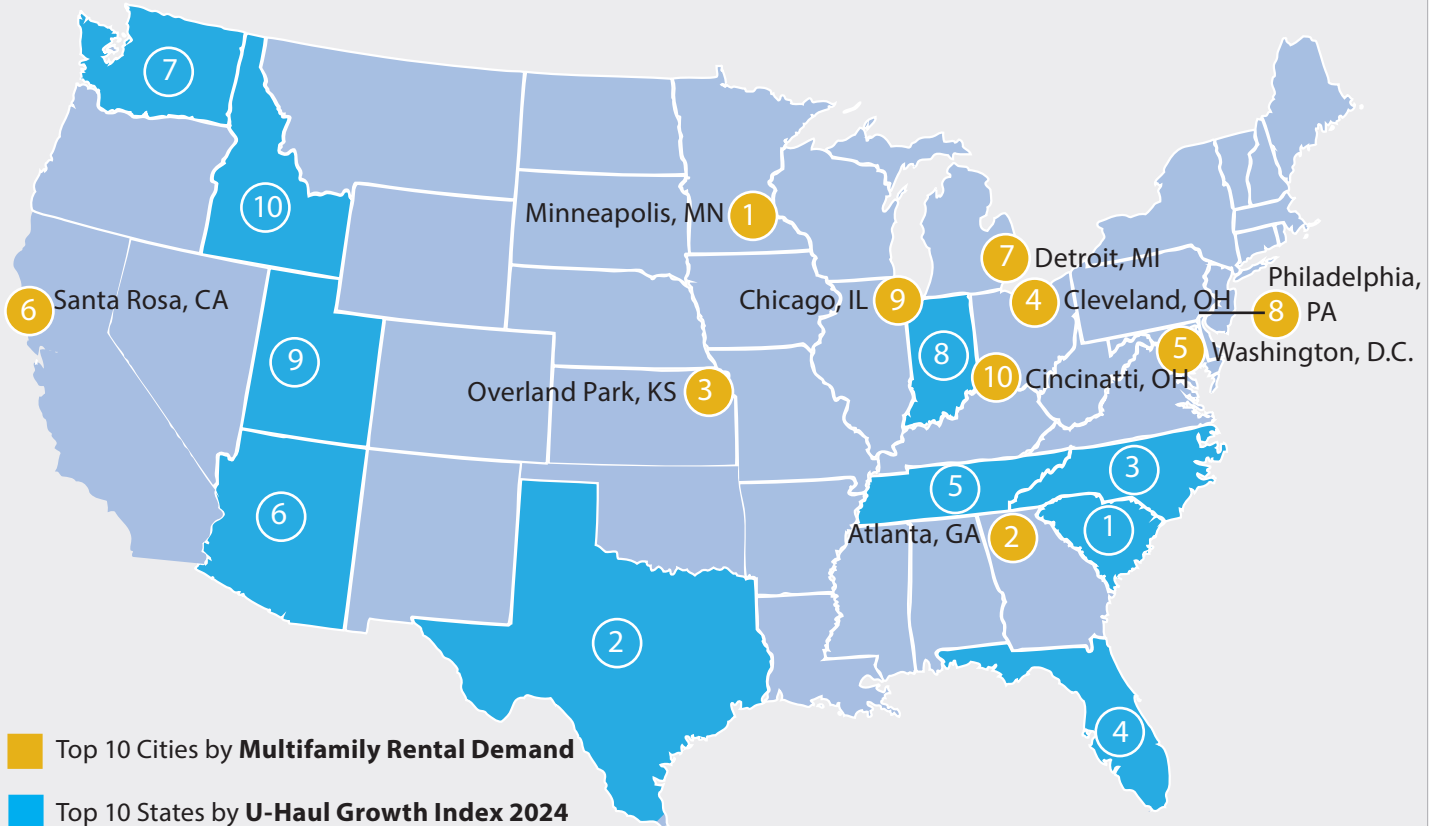 7
10
Minneapolis, MN 1
7 Detroit, MI
Philadelphia,
8 PA
6 Santa Rosa, CA
Chicago, IL 9
4 Cleveland, OH
5 Washington, D.C.
9
8
10 Cincinatti, OH
Overland Park, KS 3
3
5
6
1
Atlanta, GA 2
2
4
Top 10 Cities by Multifamily Rental Demand
Top 10 States by U-Haul Growth Index 2024